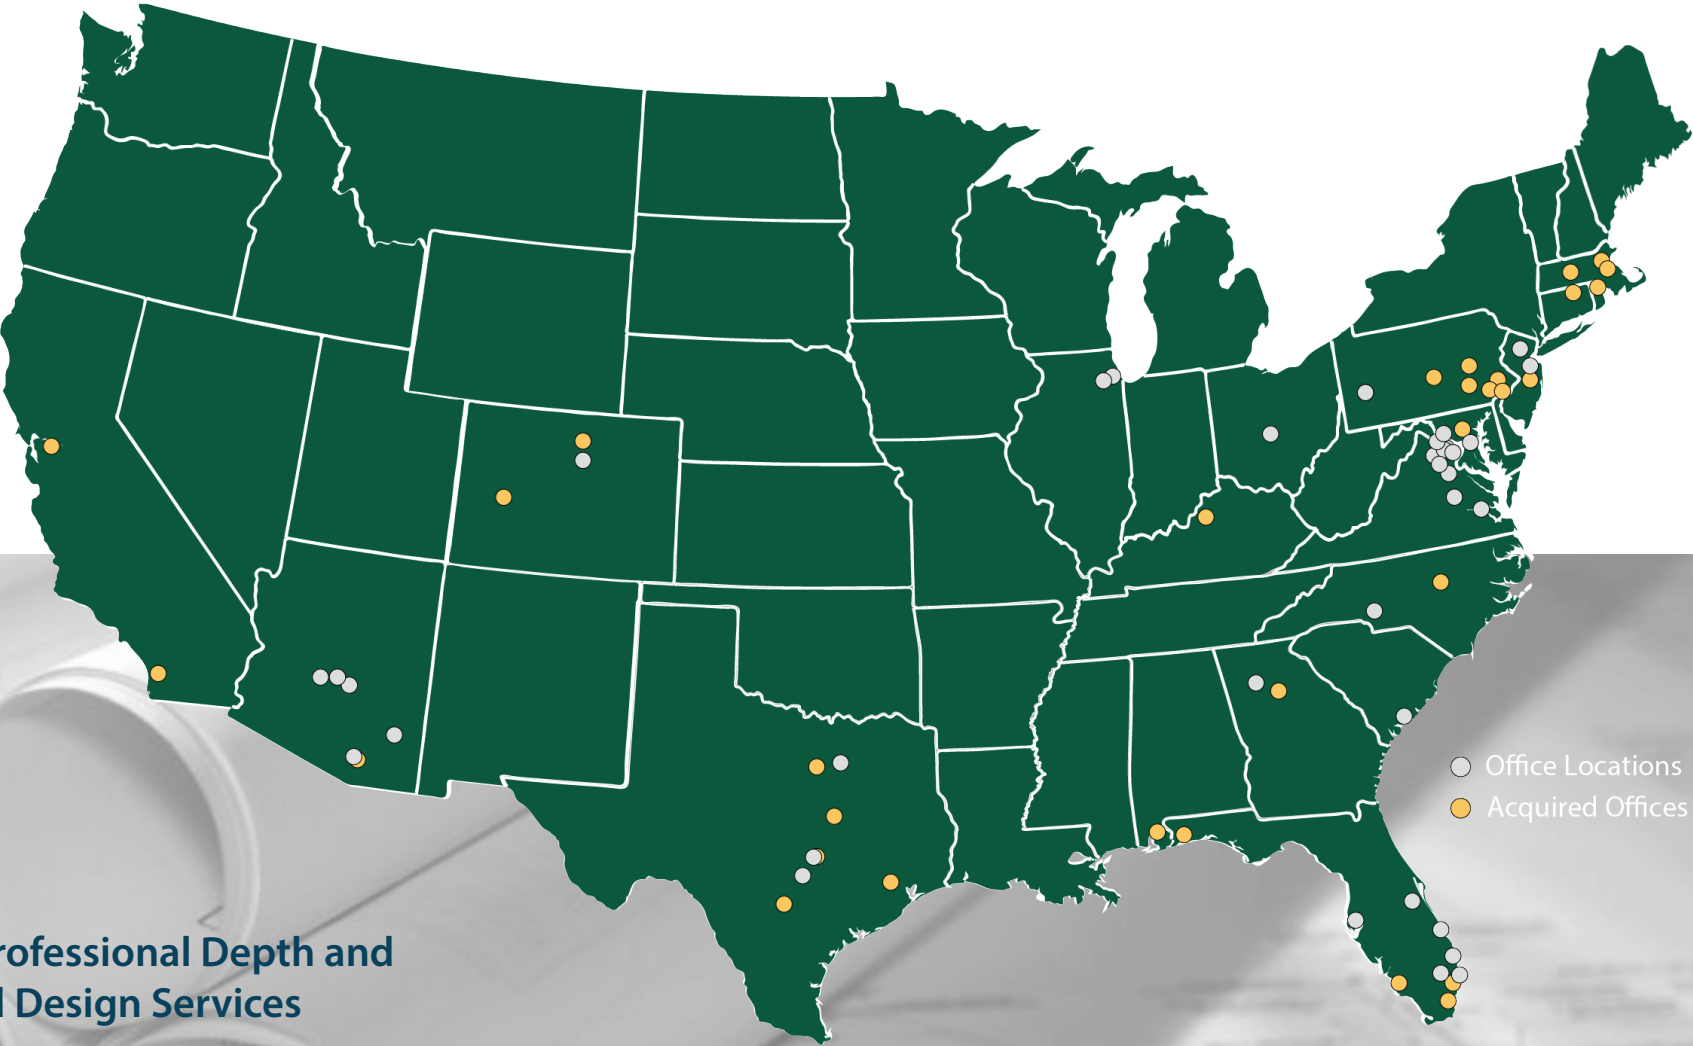 Office Locations
Acquired Offices
rofessional Depth and
Design Services